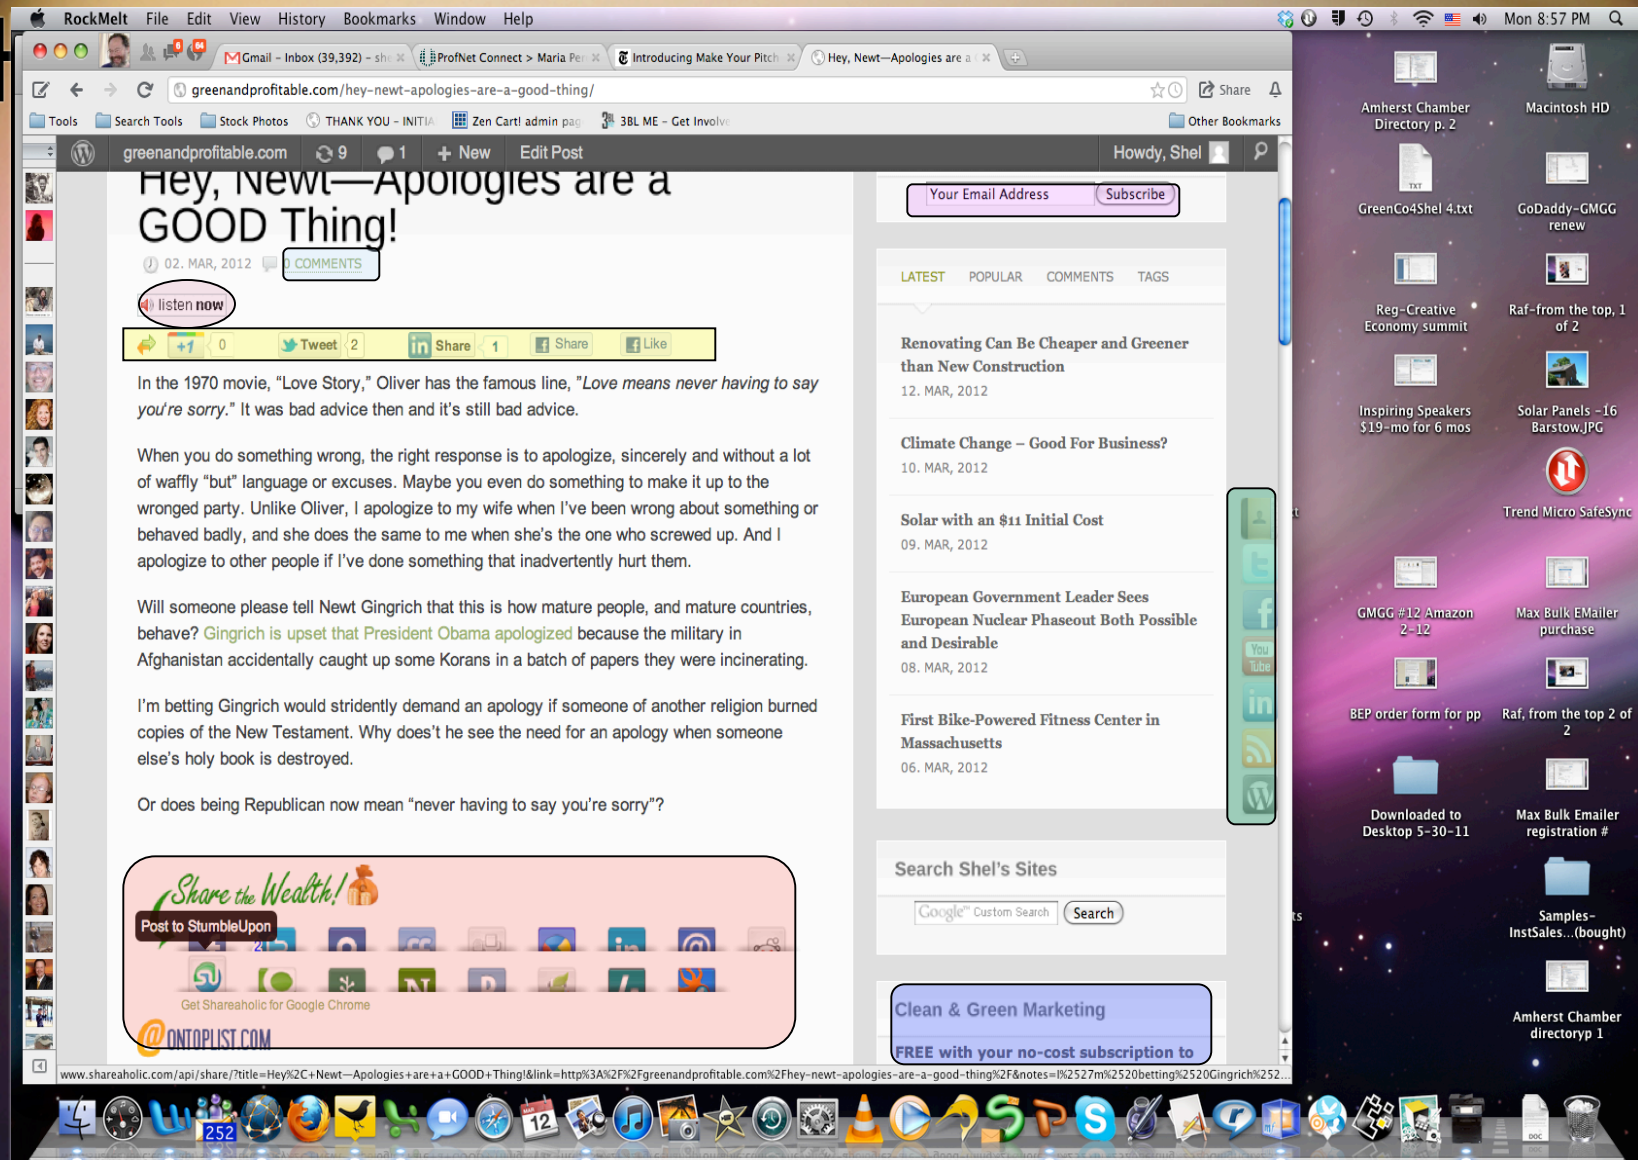 RockMelt File Edit View History Bookmarks Window Help
Mon 8:57 PM
6 64
Gmail – Inbox (39,392) – sh
ProfNet Connect > Maria Pe
Introducing Make Your Pitch
Hey, Newt—Apologies are a
greenandprofitable.com/hey-newt-apologies-are-a-good-thing/
Share
Tools Search Tools Stock Photos THANK YOU – INITIA Zen Cart! admin pag 3BL ME – Get Involve Other Bookmarks
greenandprofitable.com 9 1 + New Edit Post Howdy, Shel
Hey, Newt—Apologies are a
GOOD Thing!
02. MAR, 2012 0 COMMENTS
listen now
+1 0 Tweet 2 in Share 1 Share Like
In the 1970 movie, “Love Story,” Oliver has the famous line, ”Love means never having to say
you're sorry.” It was bad advice then and it’s still bad advice.
When you do something wrong, the right response is to apologize, sincerely and without a lot
of waffly “but” language or excuses. Maybe you even do something to make it up to the
wronged party. Unlike Oliver, I apologize to my wife when I’ve been wrong about something or
behaved badly, and she does the same to me when she’s the one who screwed up. And I
apologize to other people if I’ve done something that inadvertently hurt them.
Will someone please tell Newt Gingrich that this is how mature people, and mature countries,
behave? Gingrich is upset that President Obama apologized because the military in
Afghanistan accidentally caught up some Korans in a batch of papers they were incinerating.
I’m betting Gingrich would stridently demand an apology if someone of another religion burned
copies of the New Testament. Why does’t he see the need for an apology when someone
else’s holy book is destroyed.
Or does being Republican now mean “never having to say you’re sorry”?
Share the Wealth!
Post to StumbleUpon
2
Get Shareaholic for Google Chrome
@ONTOPLIST.COM
Your Email Address Subscribe
LATEST POPULAR COMMENTS TAGS
Renovating Can Be Cheaper and Greener
than New Construction
12. MAR, 2012
Climate Change – Good For Business?
10. MAR, 2012
Solar with an $11 Initial Cost
09. MAR, 2012
European Government Leader Sees
European Nuclear Phaseout Both Possible
and Desirable
08. MAR, 2012
First Bike-Powered Fitness Center in
Massachusetts
06. MAR, 2012
You
Tube
in
Search Shel’s Sites
Google™ Custom Search Search
Clean & Green Marketing
FREE with your no-cost subscription to
www.shareaholic.com/api/share/?title=Hey%2C+Newt—Apologies+are+a+GOOD+Thing!&link=http%3A%2F%2Fgreenandprofitable.com%2Fhey-newt-apologies-are-a-good-thing%2F&notes=I%2527m%2520betting%2520Gingrich%252...
Amherst Chamber
Directory p. 2
Macintosh HD
TXT
GreenCo4Shel 4.txt
GoDaddy-GMGG
renew
Reg-Creative
Economy summit
Raf-from the top, 1
of 2
Inspiring Speakers
$19-mo for 6 mos
Solar Panels -16
Barstow.JPG
Trend Micro SafeSync
GMGG #12 Amazon
2-12
Max Bulk EMailer
purchase
BEP order form for pp
Raf, from the top 2 of
2
Downloaded to
Desktop 5-30-11
Max Bulk Emailer
registration #
Samples-
InstSales...(bought)
Amherst Chamber
directoryp 1
252
MAR
12
DOC